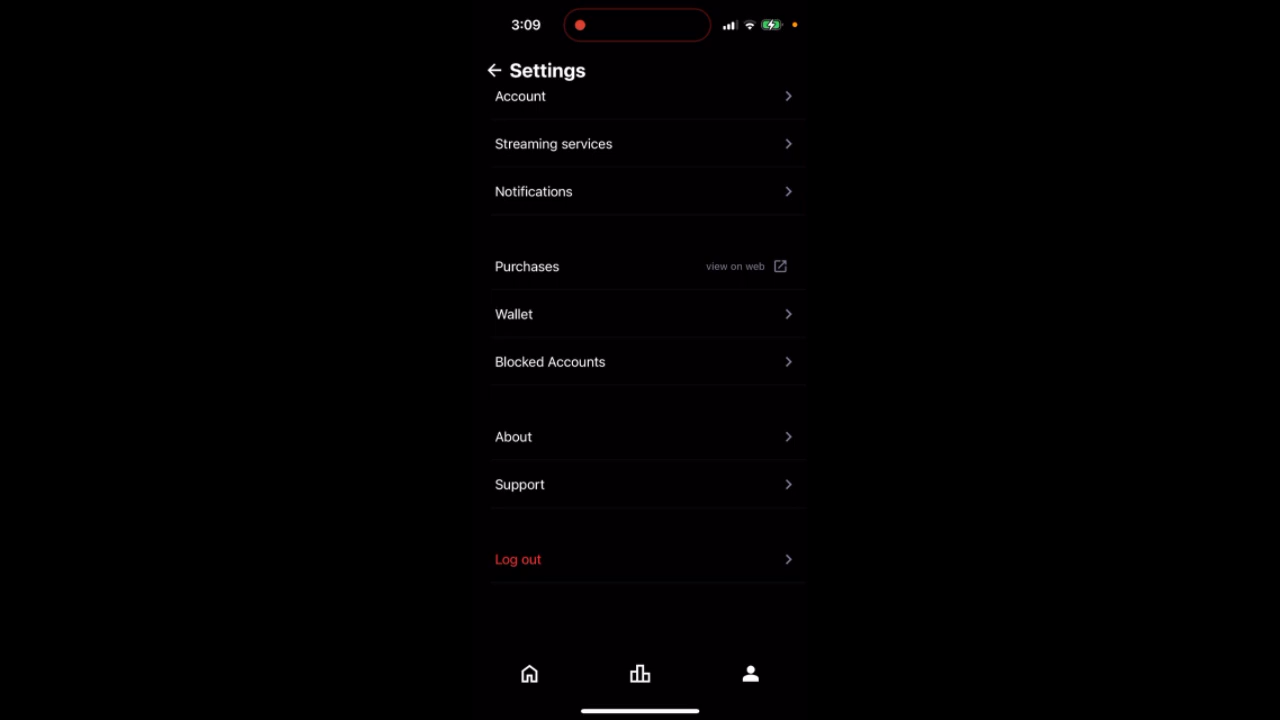 3:09
Settings
Account
Streaming services
Notifications
Purchases view on web
Wallet
Blocked Accounts
About
Support
Log out